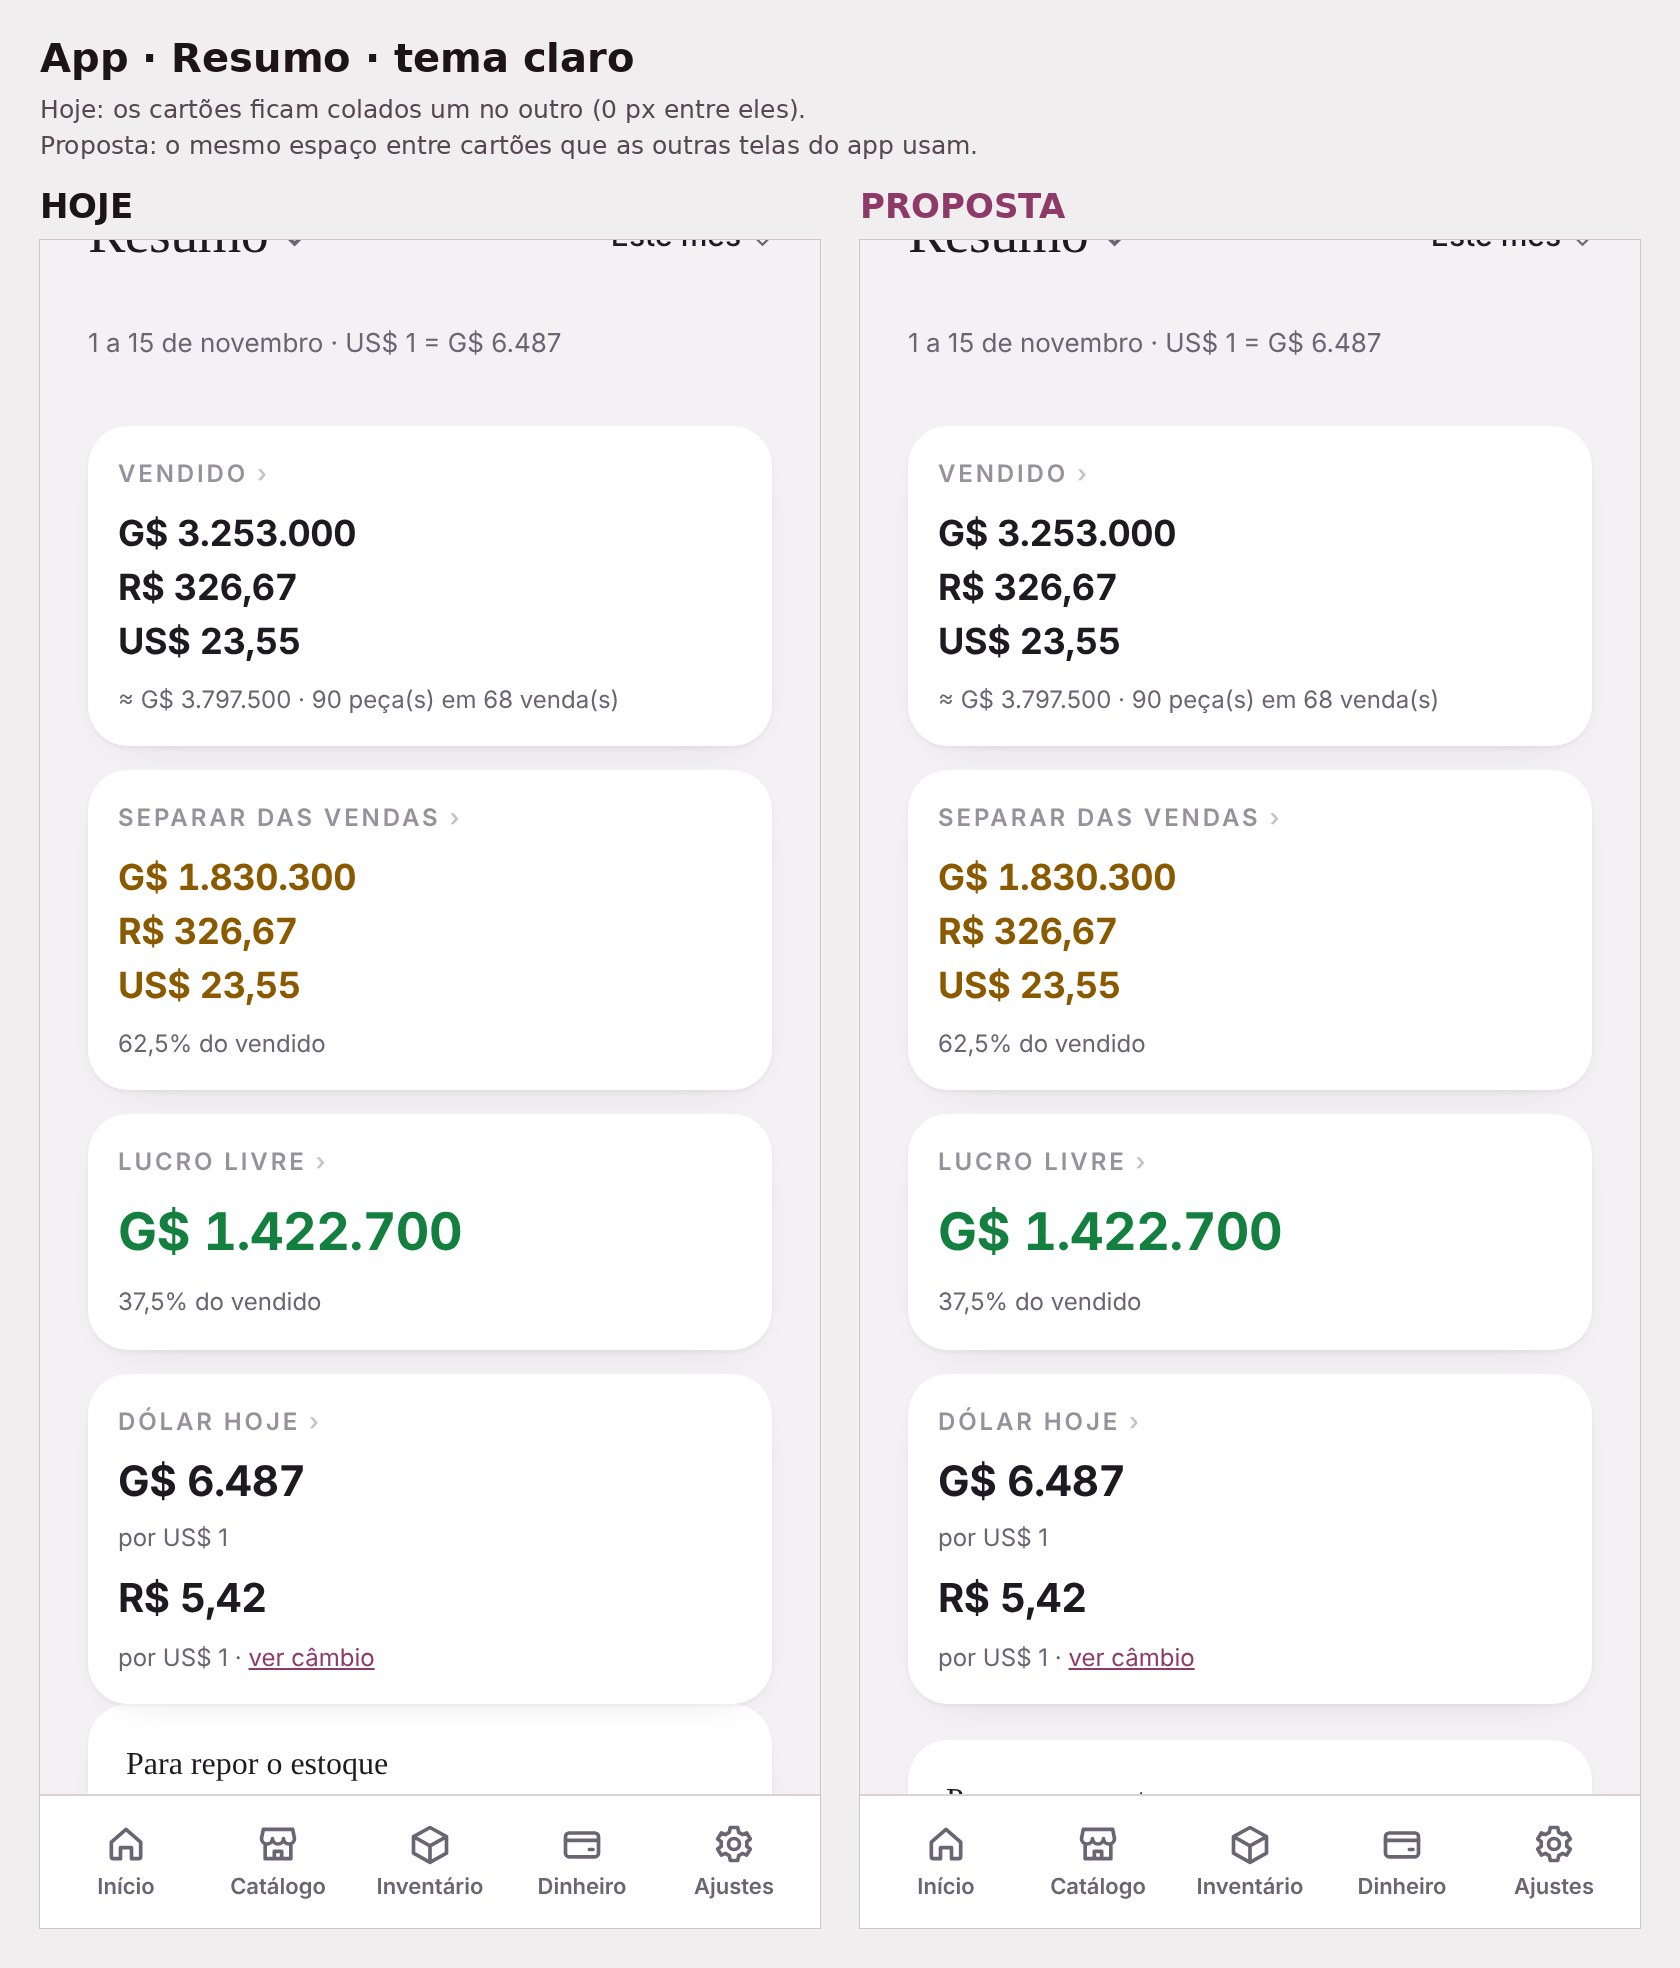 App · Resumo · tema claro
Hoje: os cartões ficam colados um no outro (0 px entre eles).
Proposta: o mesmo espaço entre cartões que as outras telas do app usam.
HOJE
Resumo
Este mês
1 a 15 de novembro · US$ 1 = G$ 6.487
VENDIDO ›
G$ 3.253.000
R$ 326,67
US$ 23,55
≈ G$ 3.797.500 · 90 peça(s) em 68 venda(s)
SEPARAR DAS VENDAS ›
G$ 1.830.300
R$ 326,67
US$ 23,55
62,5% do vendido
LUCRO LIVRE ›
G$ 1.422.700
37,5% do vendido
DÓLAR HOJE ›
G$ 6.487
por US$ 1
R$ 5,42
por US$ 1 · ver câmbio
Para repor o estoque
Início
Catálogo
Inventário
Dinheiro
Ajustes
PROPOSTA
Resumo
Este mês
1 a 15 de novembro · US$ 1 = G$ 6.487
VENDIDO ›
G$ 3.253.000
R$ 326,67
US$ 23,55
≈ G$ 3.797.500 · 90 peça(s) em 68 venda(s)
SEPARAR DAS VENDAS ›
G$ 1.830.300
R$ 326,67
US$ 23,55
62,5% do vendido
LUCRO LIVRE ›
G$ 1.422.700
37,5% do vendido
DÓLAR HOJE ›
G$ 6.487
por US$ 1
R$ 5,42
por US$ 1 · ver câmbio
Início
Catálogo
Inventário
Dinheiro
Ajustes